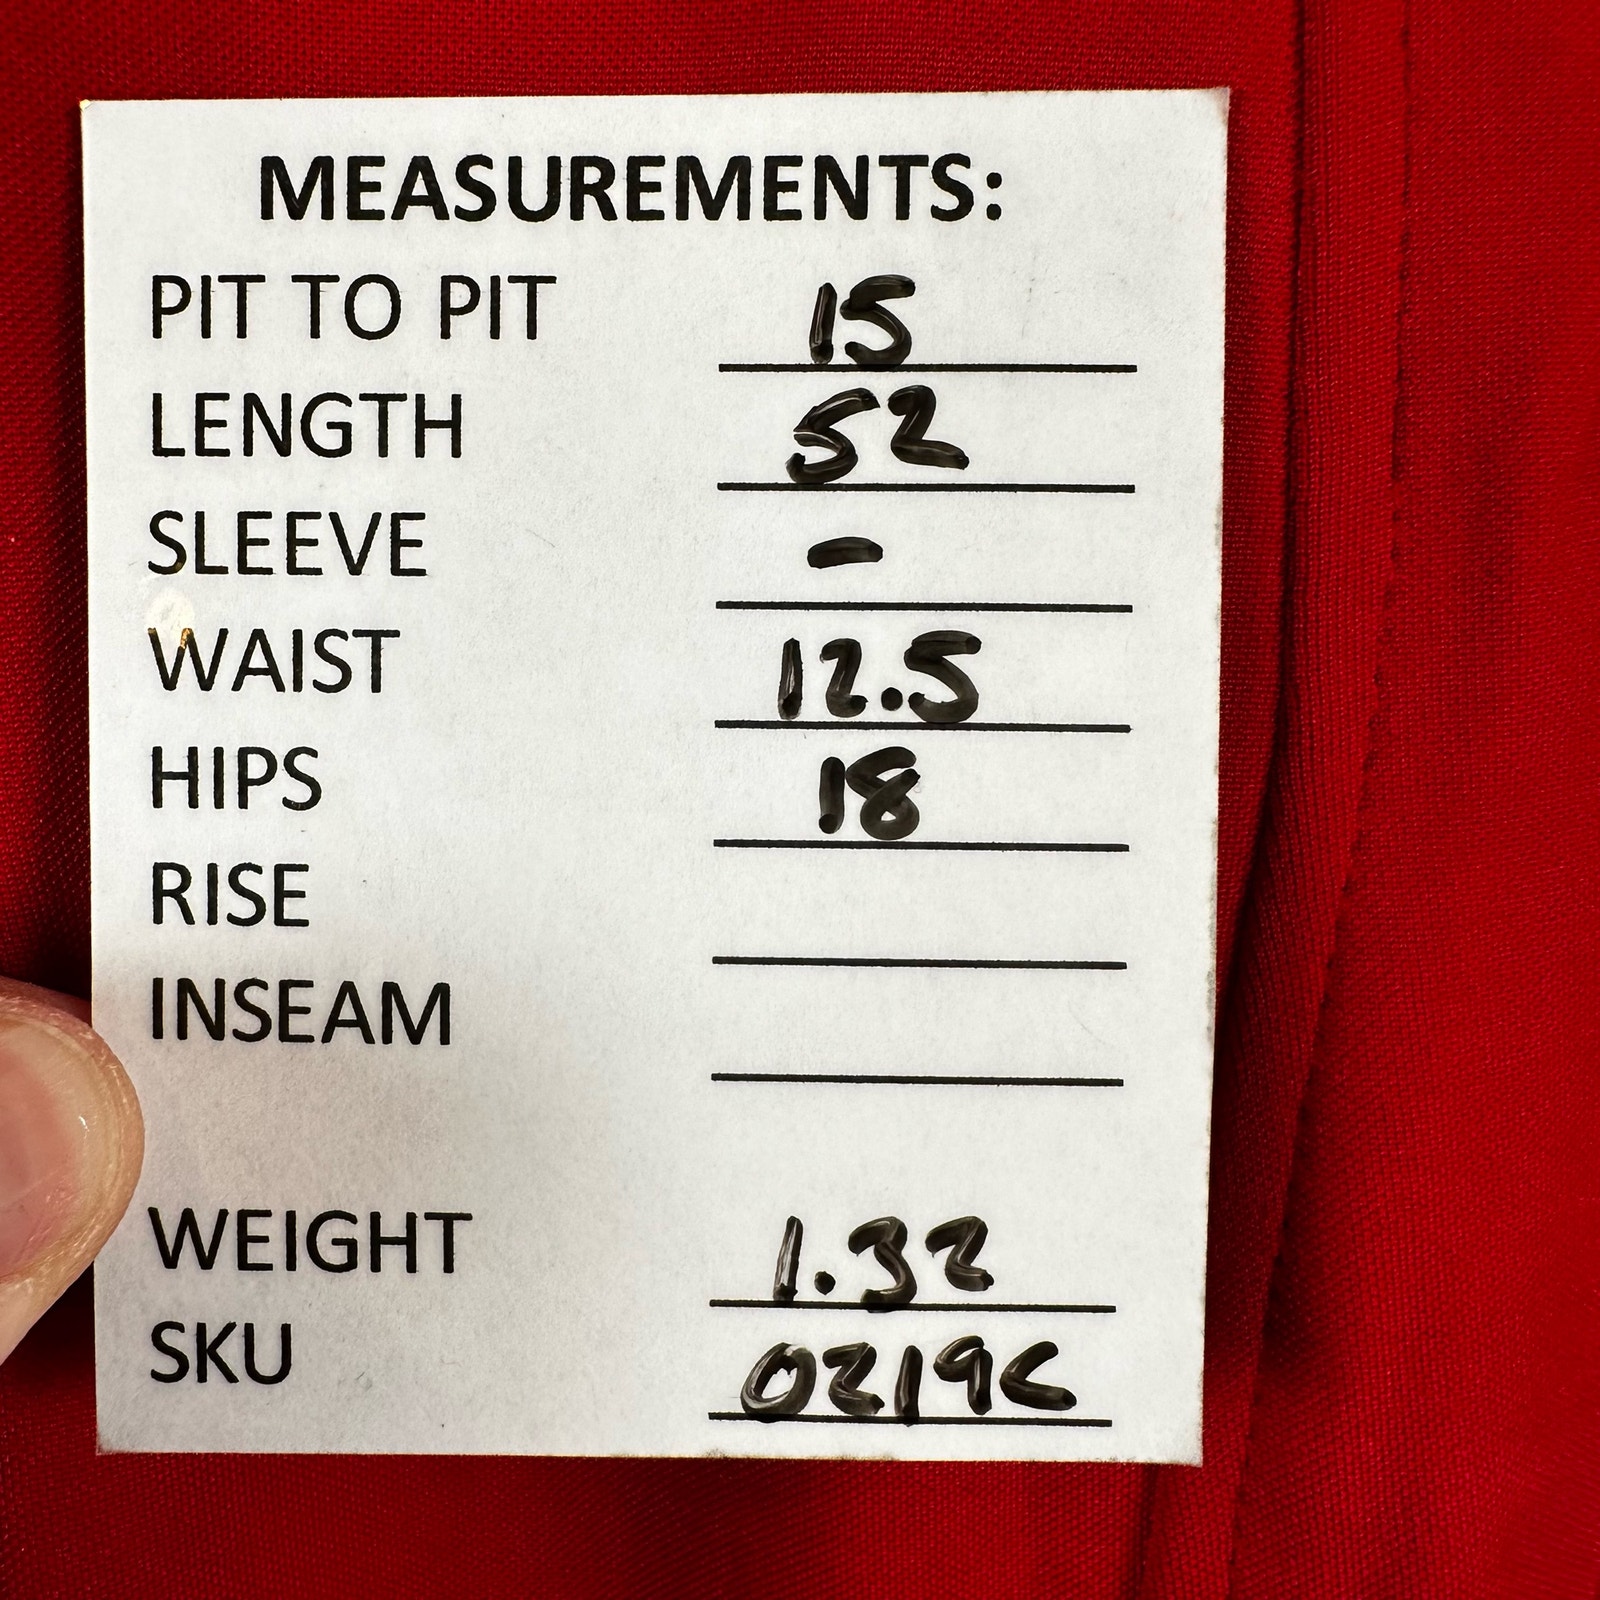 MEASUREMENTS:
PIT TO PIT 15
LENGTH 52
SLEEVE -
WAIST 12.5
HIPS 18
RISE
INSEAM
WEIGHT 1.32
SKU 0219C